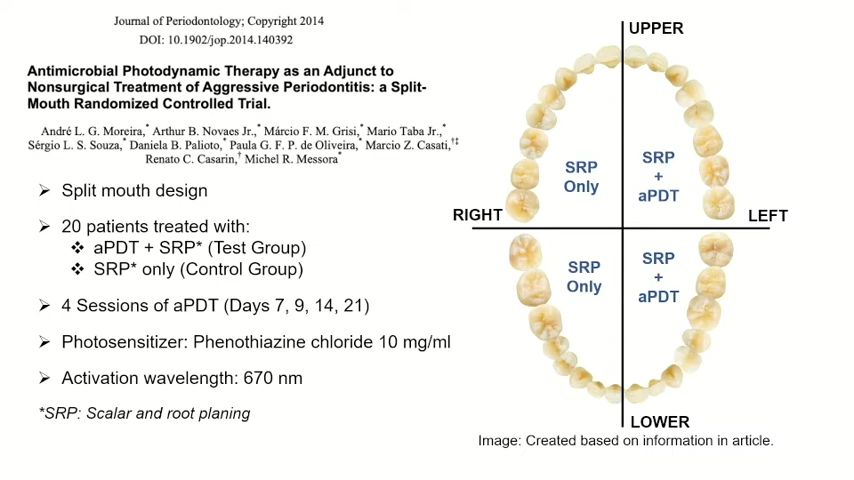 Journal of Periodontology; Copyright 2014
DOI: 10.1902/jop.2014.140392
Antimicrobial Photodynamic Therapy as an Adjunct to
Nonsurgical Treatment of Aggressive Periodontitis: a Split-
Mouth Randomized Controlled Trial.
André L. G. Moreira,* Arthur B. Novaes Jr.,* Márcio F. M. Grisi,* Mario Taba Jr.,*
Sérgio L. S. Souza,* Daniela B. Palioto,* Paula G. F. P. de Oliveira,* Marcio Z. Casati,†‡
Renato C. Casarin,† Michel R. Messora*
➢ Split mouth design
➢ 20 patients treated with:
❖ aPDT + SRP* (Test Group)
❖ SRP* only (Control Group)
➢ 4 Sessions of aPDT (Days 7, 9, 14, 21)
➢ Photosensitizer: Phenothiazine chloride 10 mg/ml
➢ Activation wavelength: 670 nm
*SRP: Scalar and root planing
UPPER
SRP
Only
SRP
+
aPDT
RIGHT
LEFT
SRP
Only
SRP
+
aPDT
LOWER
Image: Created based on information in article.